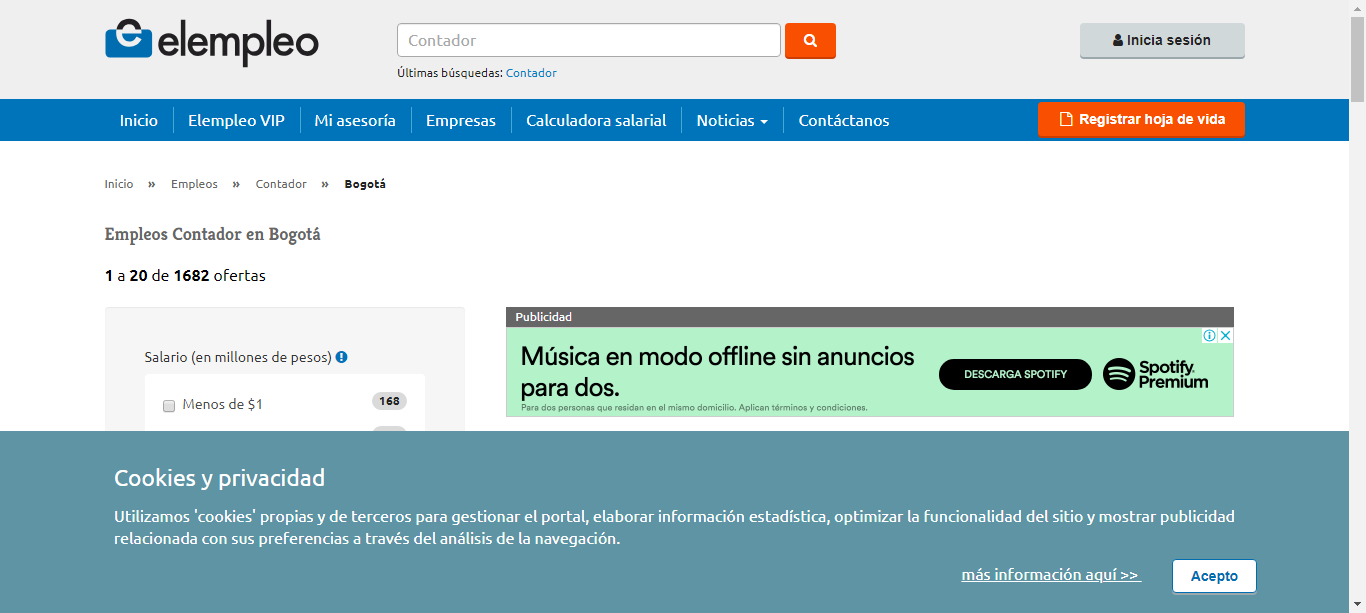 elempleo
Contador
Últimas búsquedas: Contador
Inicia sesión
Inicio
Elempleo VIP
Mi asesoría
Empresas
Calculadora salarial
Noticias
Contáctanos
Registrar hoja de vida
Inicio » Empleos » Contador » Bogotá
Empleos Contador en Bogotá
1 a 20 de 1682 ofertas
Salario (en millones de pesos)
Menos de $1 168
Publicidad
Música en modo offline sin anuncios
para dos.
Para dos personas que residan en el mismo domicilio. Aplican términos y condiciones.
DESCARGA SPOTIFY
Spotify
Premium
Cookies y privacidad
Utilizamos 'cookies' propias y de terceros para gestionar el portal, elaborar información estadística, optimizar la funcionalidad del sitio y mostrar publicidad
relacionada con sus preferencias a través del análisis de la navegación.
más información aquí >>
Acepto